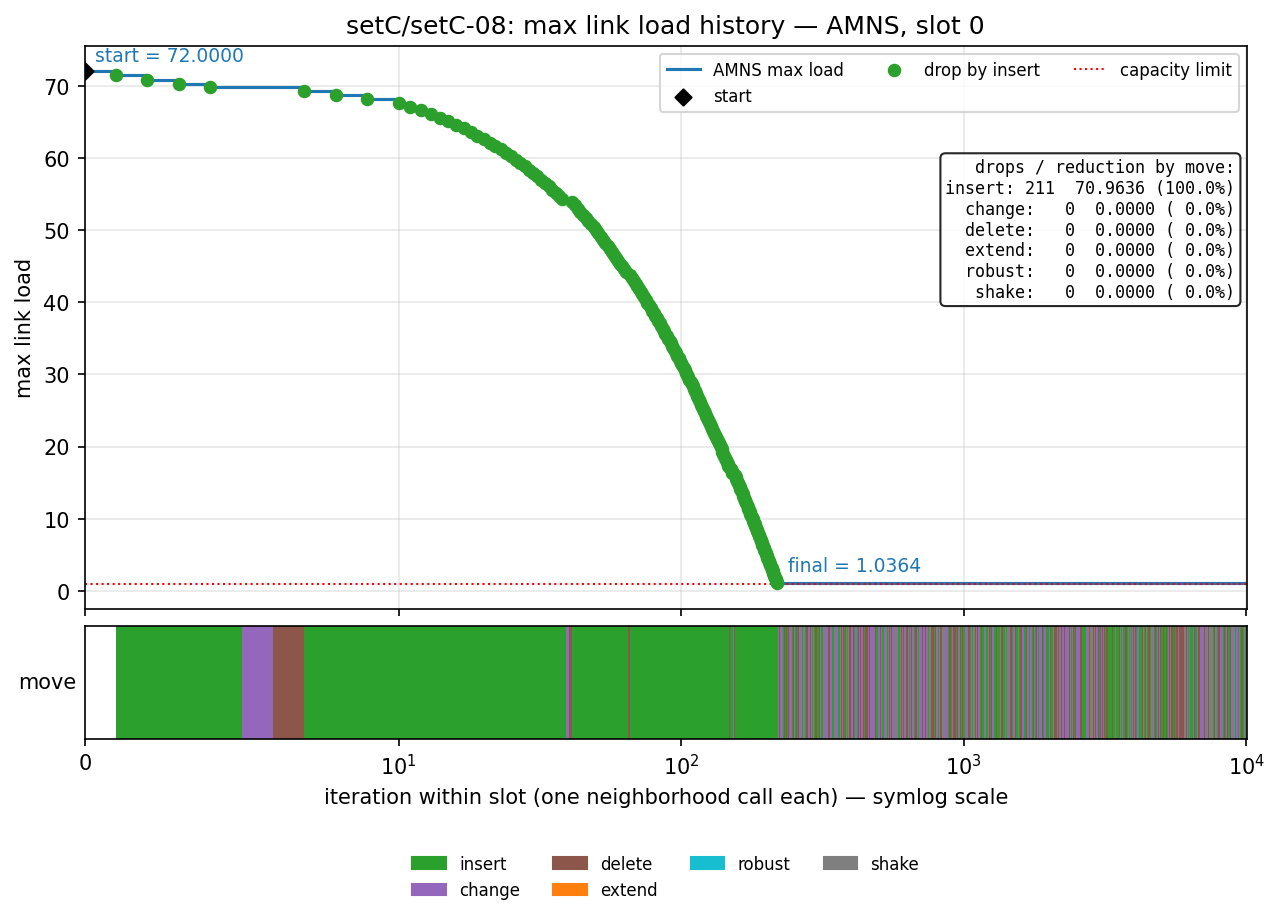 setC/setC-08: max link load history — AMNS, slot 0
start = 72.0000
AMNS max load
drop by insert
capacity limit
start
drops / reduction by move:
insert: 211 70.9636 (100.0%)
change: 0 0.0000 ( 0.0%)
delete: 0 0.0000 ( 0.0%)
extend: 0 0.0000 ( 0.0%)
robust: 0 0.0000 ( 0.0%)
shake: 0 0.0000 ( 0.0%)
max link load
70
60
50
40
30
20
10
0
final = 1.0364
move
0 10¹ 10² 10³ 10⁴
iteration within slot (one neighborhood call each) — symlog scale
insert delete robust shake
change extend